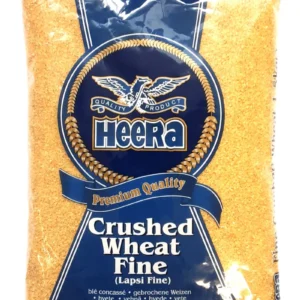 QUALITY PRODUCT
HEERA
Premium Quality
Crushed
Wheat
Fine
(Lapsi Fine)
blé concassé • gebrochene Weizen